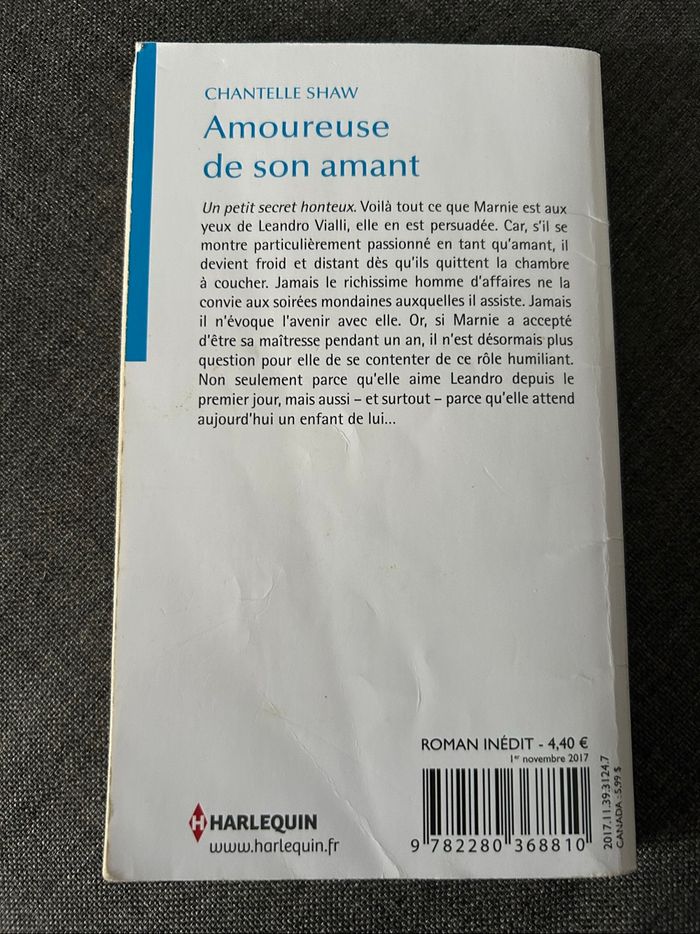 CHANTELLE SHAW
Amoureuse
de son amant
Un petit secret honteux. Voilà tout ce que Marnie est aux
yeux de Leandro Vialli, elle en est persuadée. Car, s'il se
montre particulièrement passionné en tant qu'amant, il
devient froid et distant dès qu'ils quittent la chambre
à coucher. Jamais le richissime homme d'affaires ne la
convie aux soirées mondaines auxquelles il assiste. Jamais
il n'évoque l'avenir avec elle. Or, si Marnie a accepté
d'être sa maîtresse pendant un an, il n'est désormais plus
question pour elle de se contenter de ce rôle humiliant.
Non seulement parce qu'elle aime Leandro depuis le
premier jour, mais aussi – et surtout – parce qu'elle attend
aujourd'hui un enfant de lui...
ROMAN INÉDIT - 4,40 €
1er novembre 2017
H HARLEQUIN
www.harlequin.fr
9 782280 368810
2017.11.39.3124.7
CANADA : 5,99 $